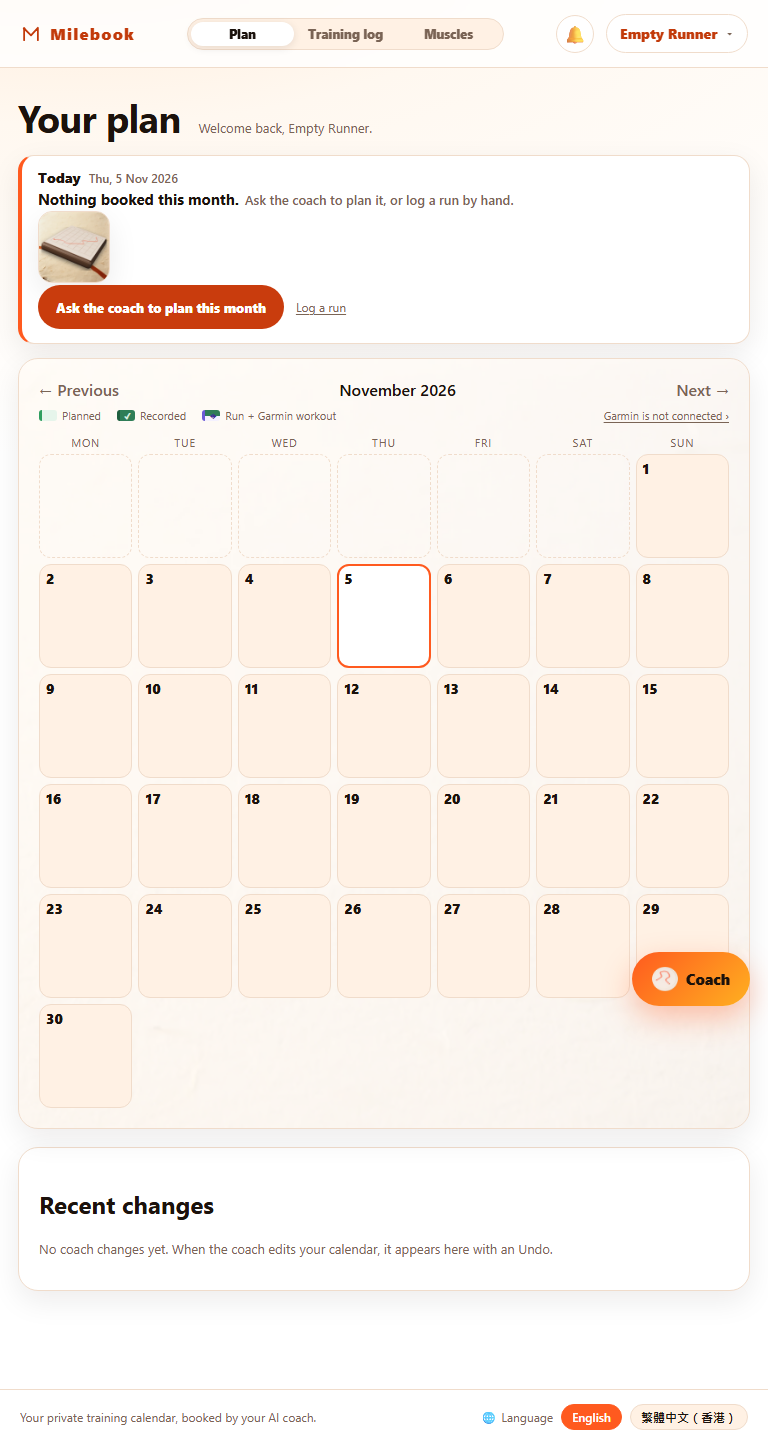 Milebook
Plan Training log Muscles
Empty Runner
Your plan Welcome back, Empty Runner.
Today Thu, 5 Nov 2026
Nothing booked this month. Ask the coach to plan it, or log a run by hand.
Ask the coach to plan this month Log a run
← Previous November 2026 Next →
Planned Recorded Run + Garmin workout Garmin is not connected ›
MON TUE WED THU FRI SAT SUN
1
2 3 4 5 6 7 8
9 10 11 12 13 14 15
16 17 18 19 20 21 22
23 24 25 26 27 28 29
Coach
30
Recent changes
No coach changes yet. When the coach edits your calendar, it appears here with an Undo.
Your private training calendar, booked by your AI coach. Language English 繁體中文（香港）